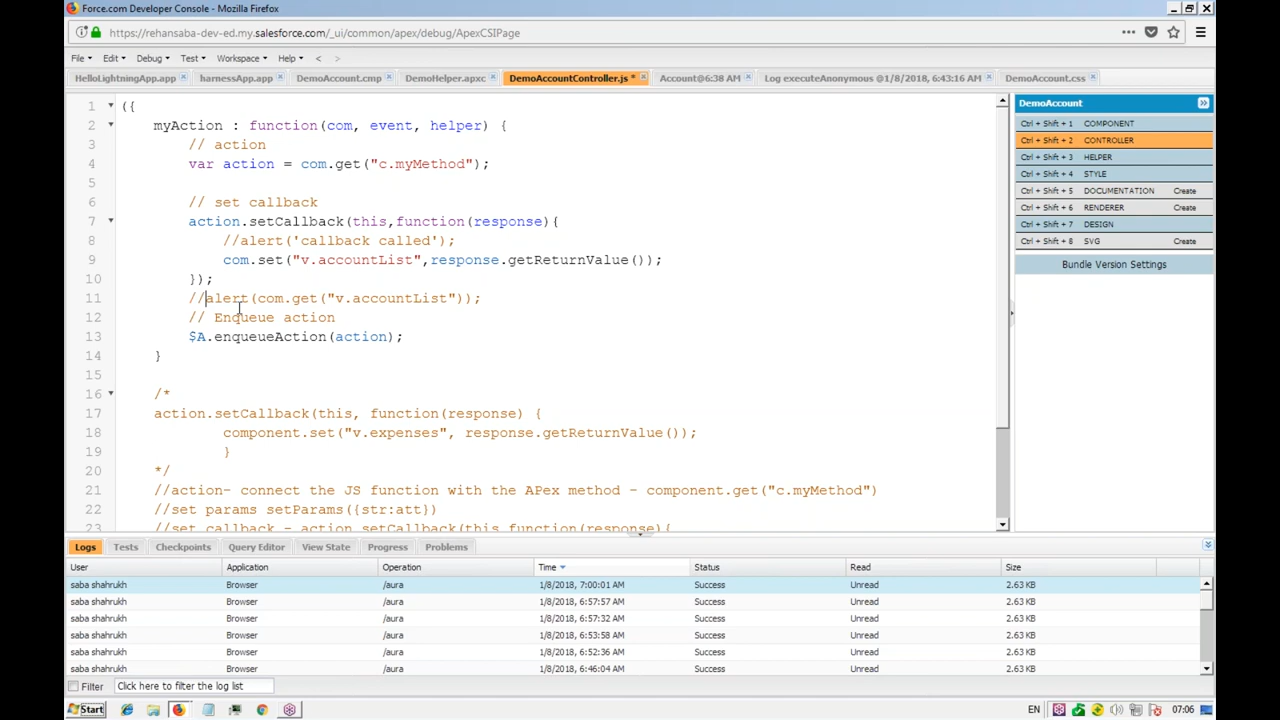 Force.com Developer Console - Mozilla Firefox
https://rehansaba-dev-ed.my.salesforce.com/_ui/common/apex/debug/ApexCSIPage
File Edit Debug Test Workspace Help < >
HelloLightningApp.app harnessApp.app DemoAccount.cmp DemoHelper.apxc DemoAccountController.js * Account@6:38 AM Log executeAnonymous @1/8/2018, 6:43:16 AM DemoAccount.css
1 ({
2 myAction : function(com, event, helper) {
3 // action
4 var action = com.get("c.myMethod");
5
6 // set callback
7 action.setCallback(this,function(response){
8 //alert('callback called');
9 com.set("v.accountList",response.getReturnValue());
10 });
11 //alert(com.get("v.accountList"));
12 // Enqueue action
13 $A.enqueueAction(action);
14 }
15
16 /*
17 action.setCallback(this, function(response) {
18 component.set("v.expenses", response.getReturnValue());
19 }
20 */
21 //action- connect the JS function with the APex method - component.get("c.myMethod")
22 //set params setParams({str:att})
23 //set callback - action.setCallback(this,function(response){
DemoAccount
Ctrl + Shift + 1 COMPONENT
Ctrl + Shift + 2 CONTROLLER
Ctrl + Shift + 3 HELPER
Ctrl + Shift + 4 STYLE
Ctrl + Shift + 5 DOCUMENTATION Create
Ctrl + Shift + 6 RENDERER Create
Ctrl + Shift + 7 DESIGN
Ctrl + Shift + 8 SVG Create
Bundle Version Settings
Logs Tests Checkpoints Query Editor View State Progress Problems
User Application Operation Time Status Read Size
saba shahrukh Browser /aura 1/8/2018, 7:00:01 AM Success Unread 2.63 KB
saba shahrukh Browser /aura 1/8/2018, 6:57:57 AM Success Unread 2.63 KB
saba shahrukh Browser /aura 1/8/2018, 6:57:32 AM Success Unread 2.63 KB
saba shahrukh Browser /aura 1/8/2018, 6:53:58 AM Success Unread 2.63 KB
saba shahrukh Browser /aura 1/8/2018, 6:52:36 AM Success Unread 2.63 KB
saba shahrukh Browser /aura 1/8/2018, 6:46:04 AM Success Unread 2.63 KB
Filter Click here to filter the log list
Start EN 07:06